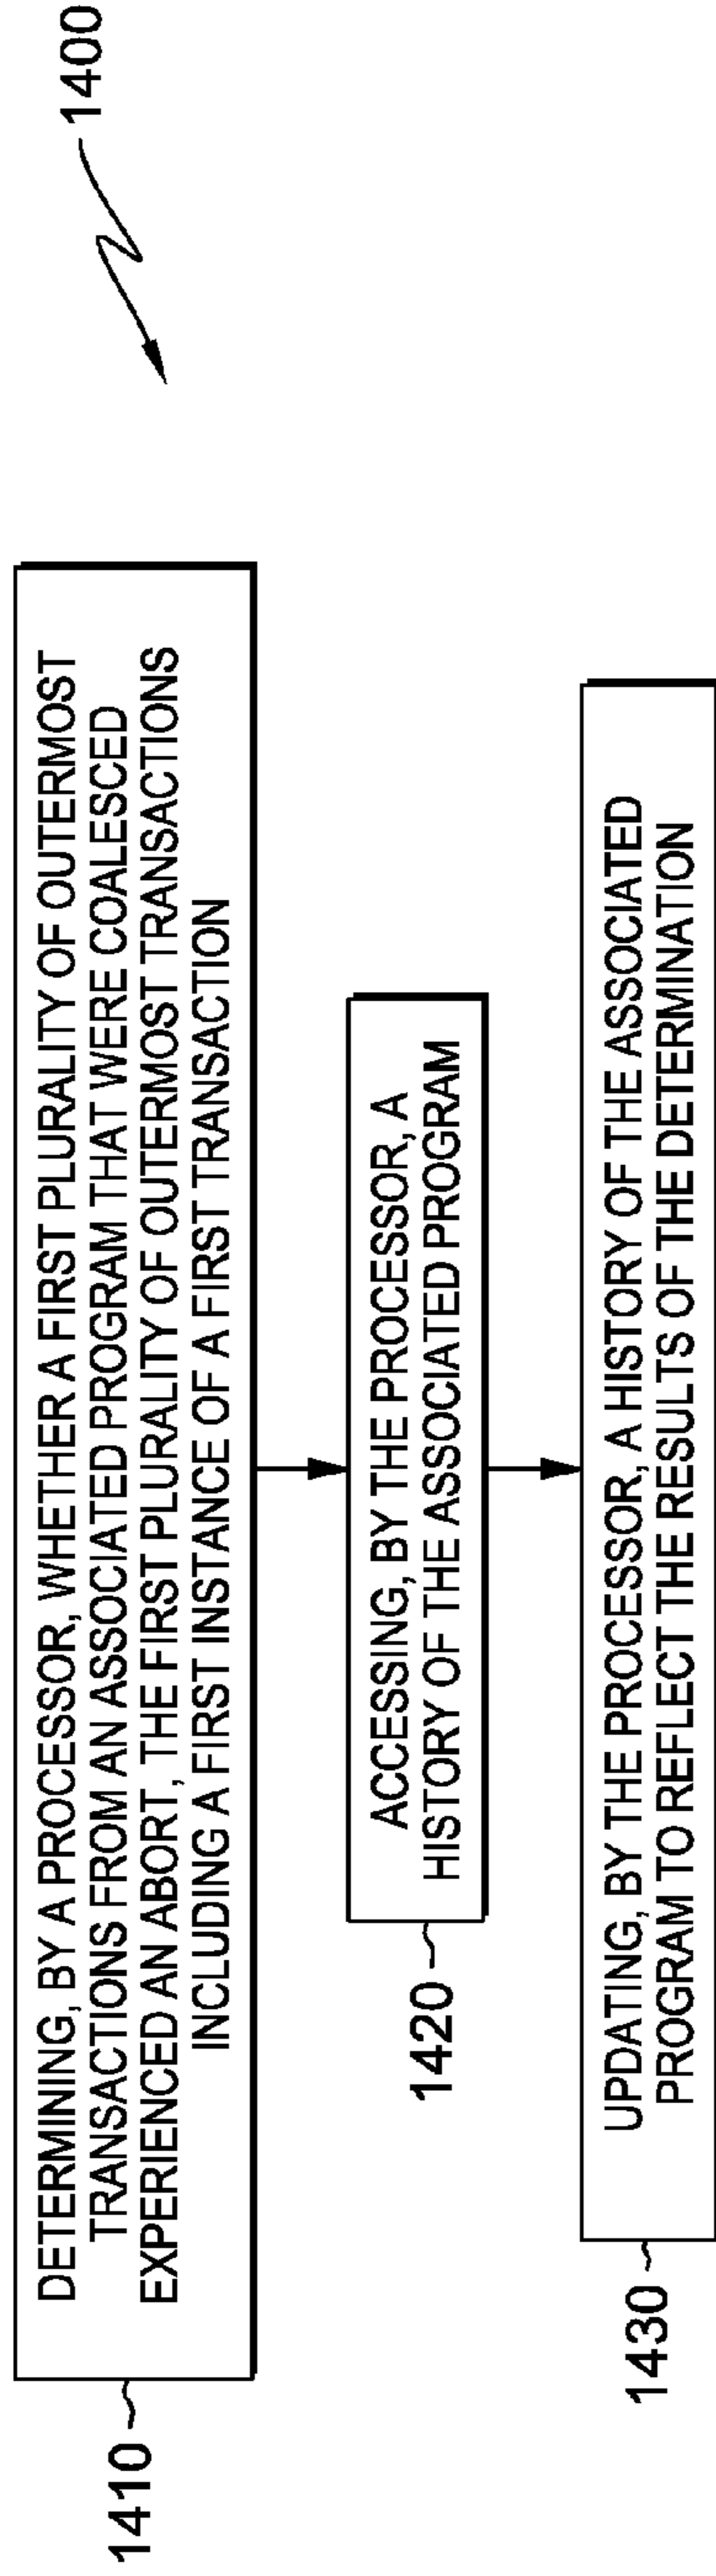 1400
1410
DETERMINING, BY A PROCESSOR, WHETHER A FIRST PLURALITY OF OUTERMOST
TRANSACTIONS FROM AN ASSOCIATED PROGRAM THAT WERE COALESCED
EXPERIENCED AN ABORT, THE FIRST PLURALITY OF OUTERMOST TRANSACTIONS
INCLUDING A FIRST INSTANCE OF A FIRST TRANSACTION
1420
ACCESSING, BY THE PROCESSOR, A
HISTORY OF THE ASSOCIATED PROGRAM
1430
UPDATING, BY THE PROCESSOR, A HISTORY OF THE ASSOCIATED
PROGRAM TO REFLECT THE RESULTS OF THE DETERMINATION